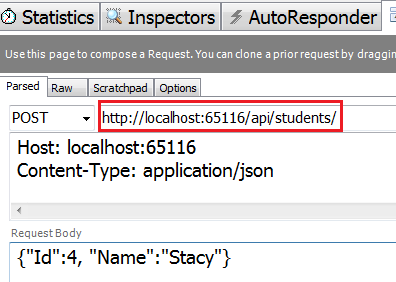 Statistics Inspectors AutoResponder
Use this page to compose a Request. You can clone a prior request by draggin
Parsed Raw Scratchpad Options
POST http://localhost:65116/api/students/
Host: localhost:65116
Content-Type: application/json
Request Body
{"Id":4, "Name":"Stacy"}